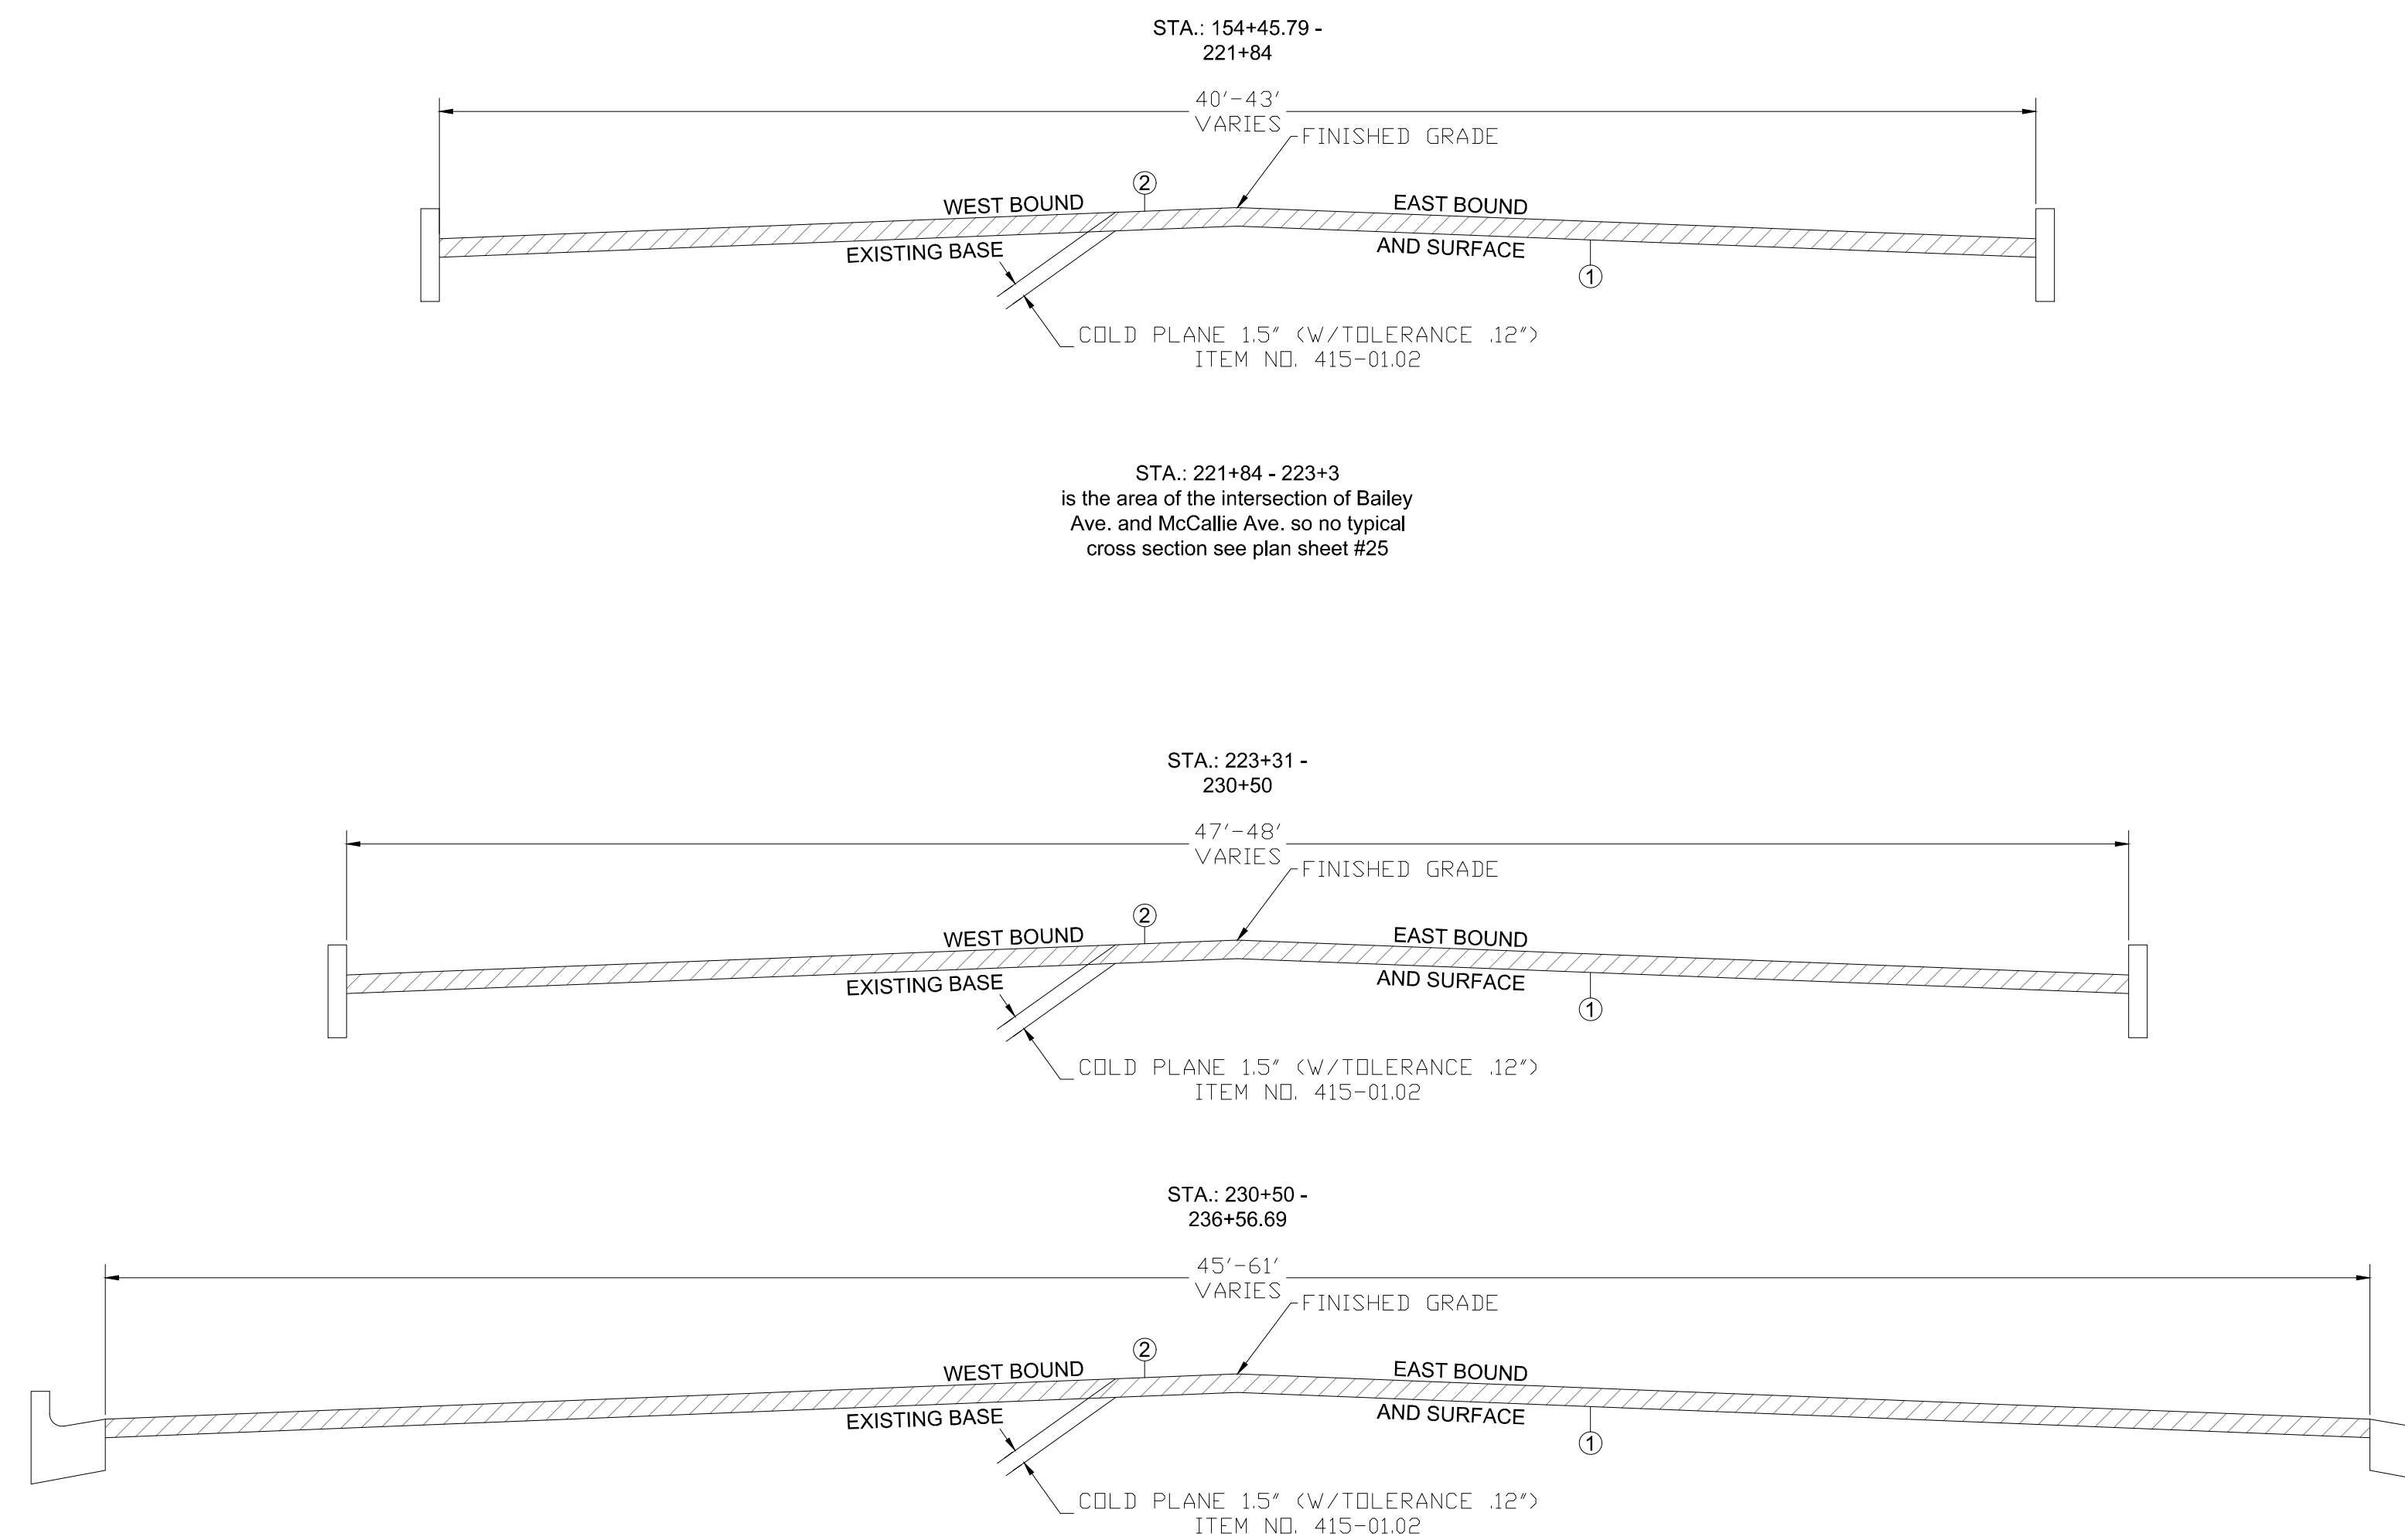 STA.: 154+45.79 -
221+84
40'-43'
VARIES
FINISHED GRADE
2
WEST BOUND
EAST BOUND
EXISTING BASE
AND SURFACE
1
COLD PLANE 1.5" (W/TOLERANCE .12")
ITEM NO. 415-01.02
STA.: 221+84 - 223+3
is the area of the intersection of Bailey
Ave. and McCallie Ave. so no typical
cross section see plan sheet #25
STA.: 223+31 -
230+50
47'-48'
VARIES
FINISHED GRADE
2
WEST BOUND
EAST BOUND
EXISTING BASE
AND SURFACE
1
COLD PLANE 1.5" (W/TOLERANCE .12")
ITEM NO. 415-01.02
STA.: 230+50 -
236+56.69
45'-61'
VARIES
FINISHED GRADE
2
WEST BOUND
EAST BOUND
EXISTING BASE
AND SURFACE
1
COLD PLANE 1.5" (W/TOLERANCE .12")
ITEM NO. 415-01.02